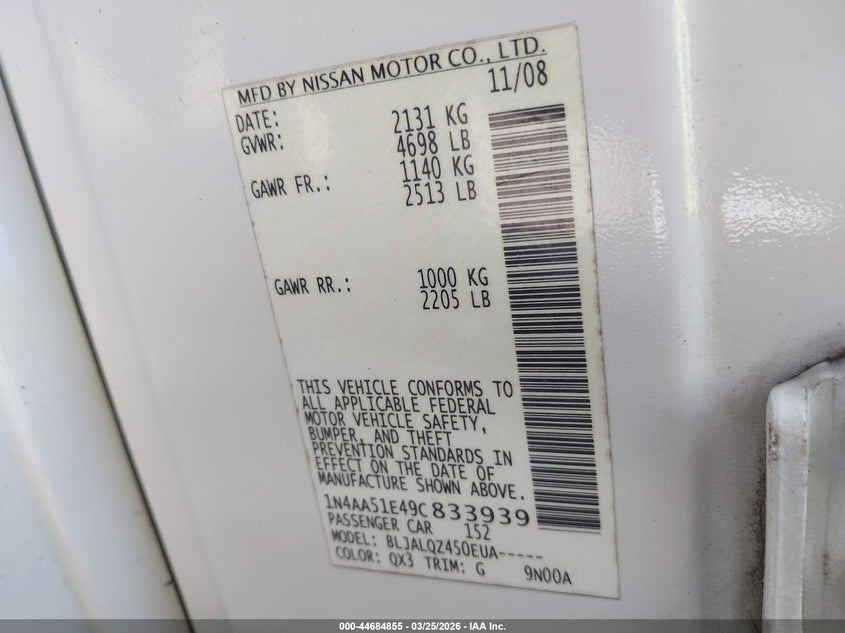 MFD BY NISSAN MOTOR CO., LTD.
DATE: 11/08
GVWR: 2131 KG
4698 LB
GAWR FR.: 1140 KG
2513 LB
GAWR RR.: 1000 KG
2205 LB
THIS VEHICLE CONFORMS TO
ALL APPLICABLE FEDERAL
MOTOR VEHICLE SAFETY,
BUMPER, AND THEFT
PREVENTION STANDARDS IN
EFFECT ON THE DATE OF
MANUFACTURE SHOWN ABOVE.
1N4AA51E49C833939
PASSENGER CAR 152
MODEL: BLJALQZ450EUA-----
COLOR: QX3 TRIM: G 9N00A
000-44684855 — 03/25/2026 — IAA Inc.